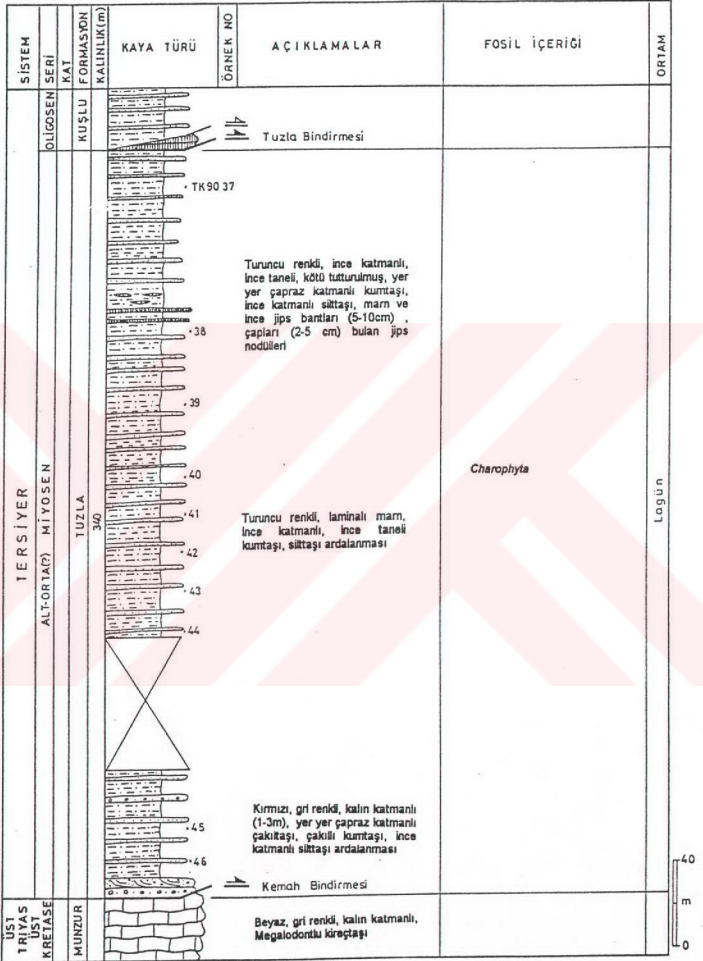 SİSTEM
SERİ
KAT
FORMASYON
KALINLIK(m)
KAYA TÜRÜ
ÖRNEK NO
AÇIKLAMALAR
FOSİL İÇERİĞİ
ORTAM
OLİGOSEN
KUŞLU
Tuzla Bindirmesi
TERSİYER
ALT-ORTA(?) MİYOSEN
TUZLA
340
TK90 37
Turuncu renkli, ince katmanlı,
ince taneli, kötü tutturulmuş, yer
yer çapraz katmanlı kumtaşı,
ince katmanlı silttaşı, marn ve
ince jips bantları (5-10cm) ,
çapları (2-5 cm) bulan jips
nodülleri
38
39
40
41
42
43
44
Charophyta
Lagün
Turuncu renkli, laminalı marn,
ince katmanlı, ince taneli
kumtaşı, silttaşı ardalanması
Kırmızı, gri renkli, kalın katmanlı
(1-3m), yer yer çapraz katmanlı
çakıltaşı, çakıllı kumtaşı, ince
katmanlı silttaşı ardalanması
45
46
Kemah Bindirmesi
ÜST
TRİYAS
ÜST
KRETASE
MUNZUR
Beyaz, gri renkli, kalın katmanlı,
Megalodontlu kireçtaşı
40
m
0